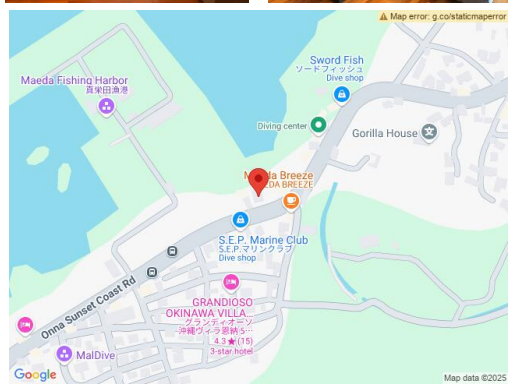 Map error: g.co/staticmaperror
Sword Fish
ソードフィッシュ
Dive shop
Maeda Fishing Harbor
真栄田漁港
Diving center
Gorilla House
Breeze
EDA BREEZE
S.E.P. Marine Club
S.E.P.マリンクラブ
Dive shop
Onna Sunset Coast Rd
GRANDIOSO
OKINAWA VILLA...
グランディオーソ
沖縄ヴィラ恩納 5…
4.3★(15)
3-star hotel
MalDive
Google
Map data ©2025